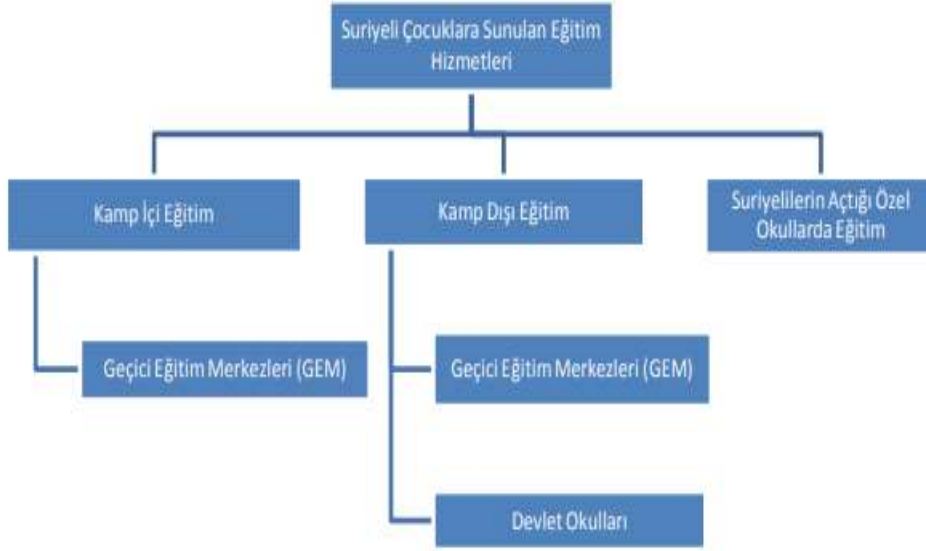 Suriyeli Çocuklara Sunulan Eğitim
Hizmetleri
Kamp İçi Eğitim
Kamp Dışı Eğitim
Suriyelilerin Açtığı Özel
Okullarda Eğitim
Geçici Eğitim Merkezleri (GEM)
Geçici Eğitim Merkezleri (GEM)
Devlet Okulları